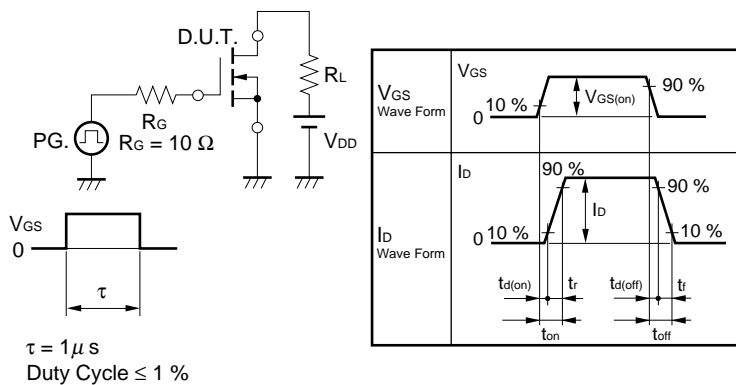 D.U.T.
RL
RG
PG.
RG = 10 Ω
VDD
VGS
0
τ
τ = 1μ s
Duty Cycle ≤ 1 %
VGS
Wave Form
VGS
10 %
0
VGS(on)
90 %
ID
Wave Form
ID
90 %
90 %
ID
0
10 %
10 %
td(on)
tr
td(off)
tf
ton
toff